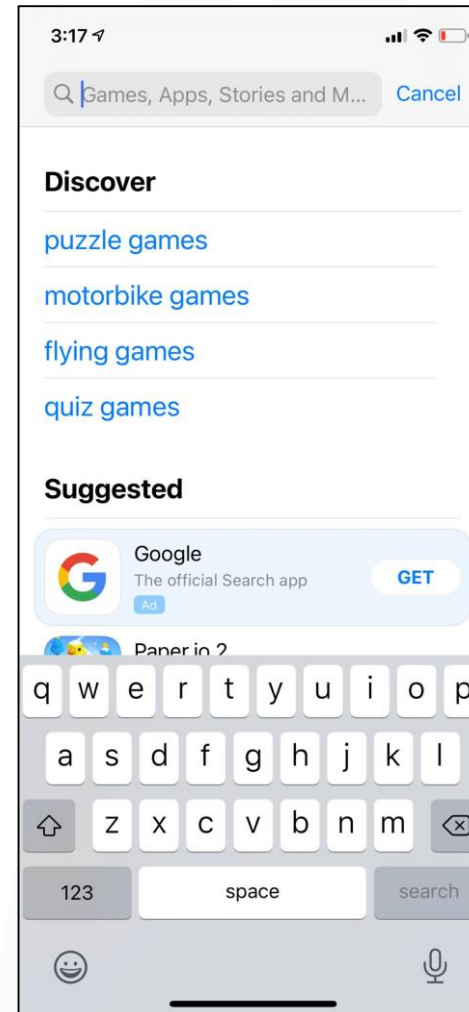 3:17
Games, Apps, Stories and M... Cancel
Discover
puzzle games
motorbike games
flying games
quiz games
Suggested
Google
The official Search app
GET
Ad
Paper.io 2
q w e r t y u i o p
a s d f g h j k l
z x c v b n m
123 space search